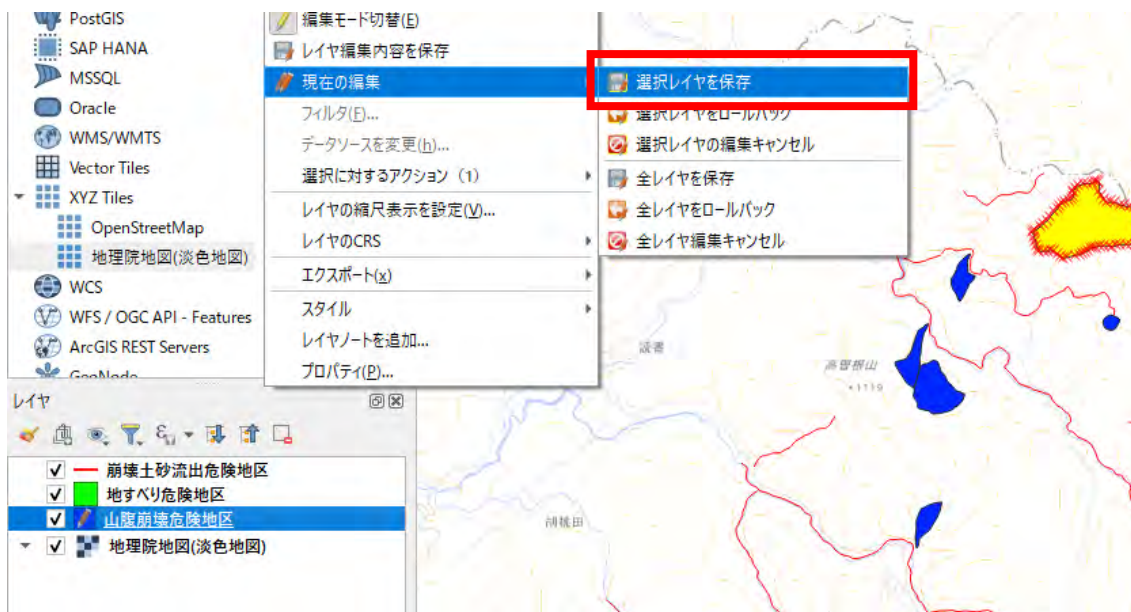 PostGIS
SAP HANA
MSSQL
Oracle
WMS/WMTS
Vector Tiles
XYZ Tiles
OpenStreetMap
地理院地図(淡色地図)
WCS
WFS / OGC API - Features
ArcGIS REST Servers
GeoNode
編集モード切替(E)
レイヤ編集内容を保存
現在の編集
フィルタ(F)...
データソースを変更(h)...
選択に対するアクション (1)
レイヤの縮尺表示を設定(V)...
レイヤのCRS
エクスポート(x)
スタイル
レイヤノートを追加...
プロパティ(P)...
選択レイヤを保存
選択レイヤをロールバック
選択レイヤの編集キャンセル
全レイヤを保存
全レイヤをロールバック
全レイヤ編集キャンセル
レイヤ
崩壊土砂流出危険地区
地すべり危険地区
山腹崩壊危険地区
地理院地図(淡色地図)
高曽根山
・1110
胡桃田